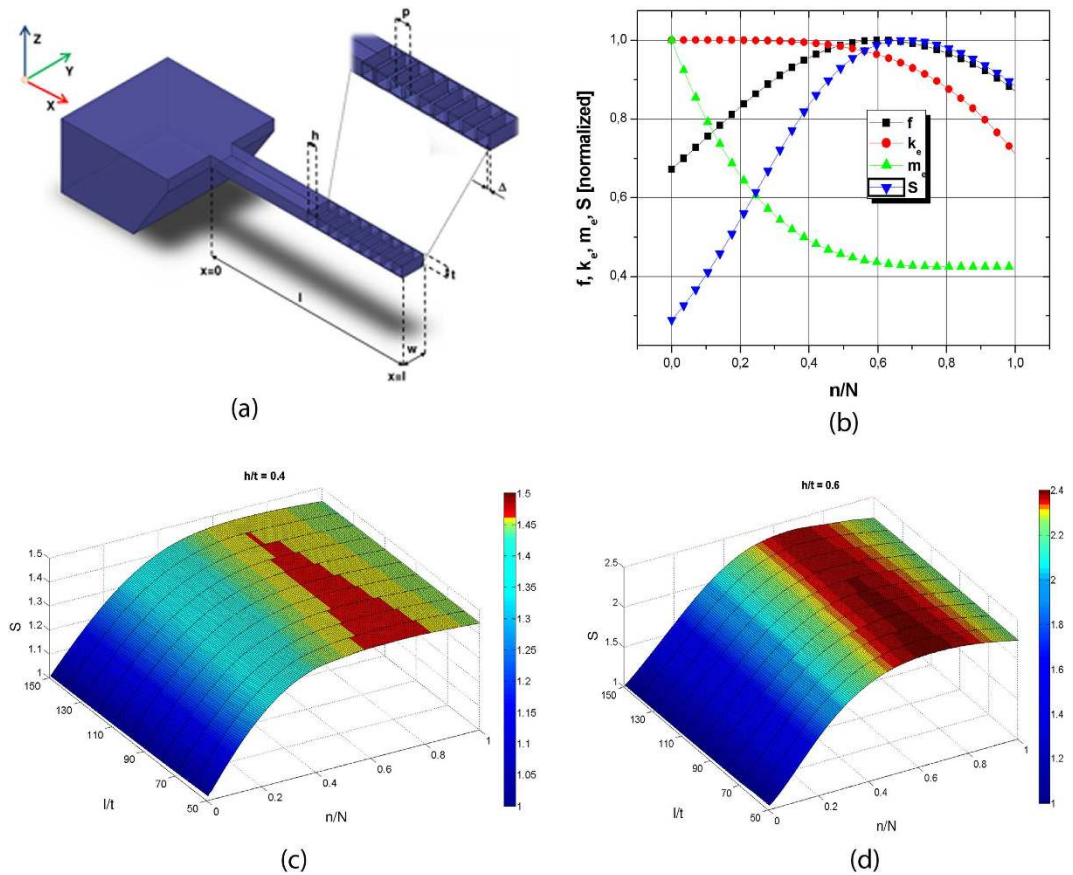 Z
Y
X
p
h
Δ
t
x=0
l
w
x=l
(a)
f, ke, me, S [normalized]
1,0
0,8
0,6
0,4
f
ke
me
S
0,0 0,2 0,4 0,6 0,8 1,0
n/N
(b)
h/t = 0.4
S
1.5
1.4
1.3
1.2
1.1
1
150
130
110
90
70
50
l/t
0 0.2 0.4 0.6 0.8 1
n/N
1.5
1.45
1.4
1.35
1.3
1.25
1.2
1.15
1.1
1.05
1
(c)
h/t = 0.6
S
2.5
2
1.5
1
150
130
110
90
70
50
l/t
0 0.2 0.4 0.6 0.8 1
n/N
2.4
2.2
2
1.8
1.6
1.4
1.2
1
(d)